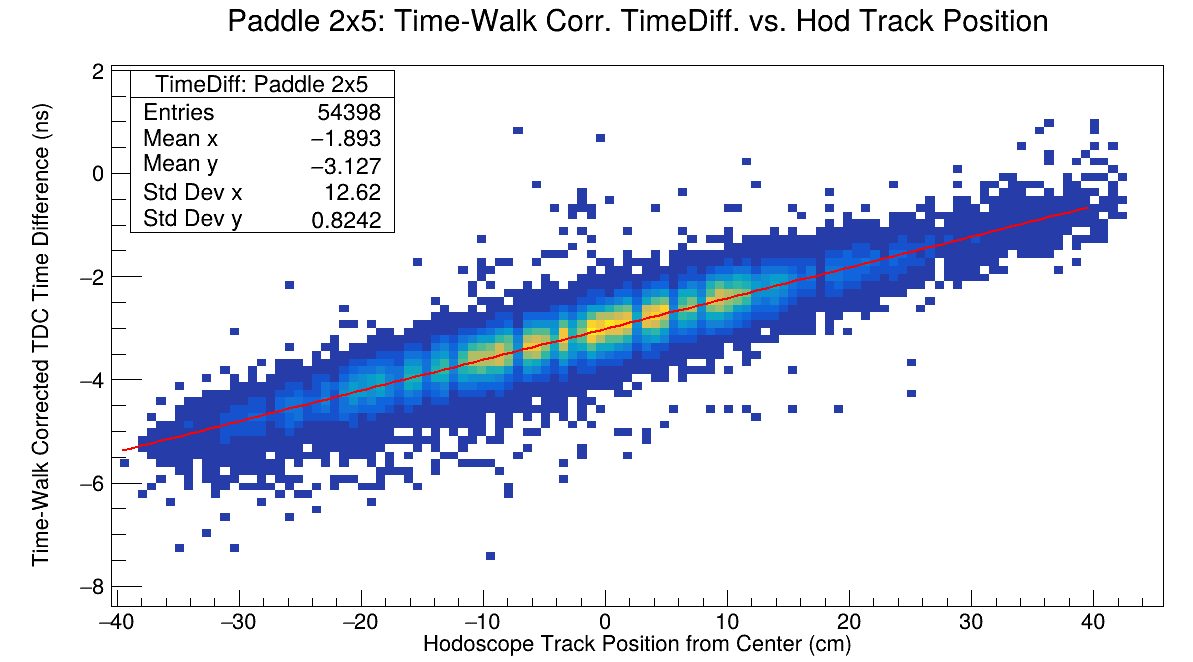 Paddle 2x5: Time-Walk Corr. TimeDiff. vs. Hod Track Position
TimeDiff: Paddle 2x5
Entries 54398
Mean x −1.893
Mean y −3.127
Std Dev x 12.62
Std Dev y 0.8242
Time-Walk Corrected TDC Time Difference (ns)
2
0
−2
−4
−6
−8
−40 −30 −20 −10 0 10 20 30 40
Hodoscope Track Position from Center (cm)